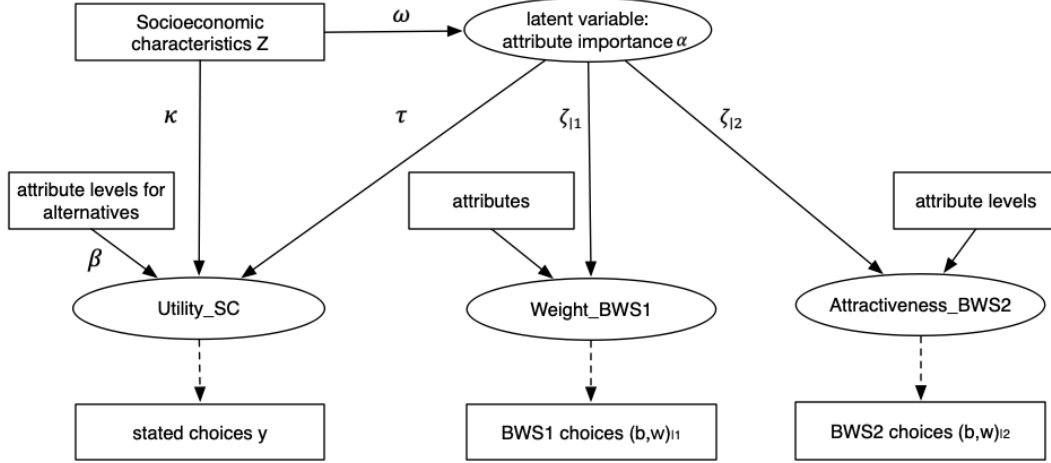 Socioeconomic
characteristics Z
ω
latent variable:
attribute importance α
κ
τ
ζ|1
ζ|2
attribute levels for
alternatives
attributes
attribute levels
β
Utility_SC
Weight_BWS1
Attractiveness_BWS2
stated choices y
BWS1 choices (b,w)|1
BWS2 choices (b,w)|2